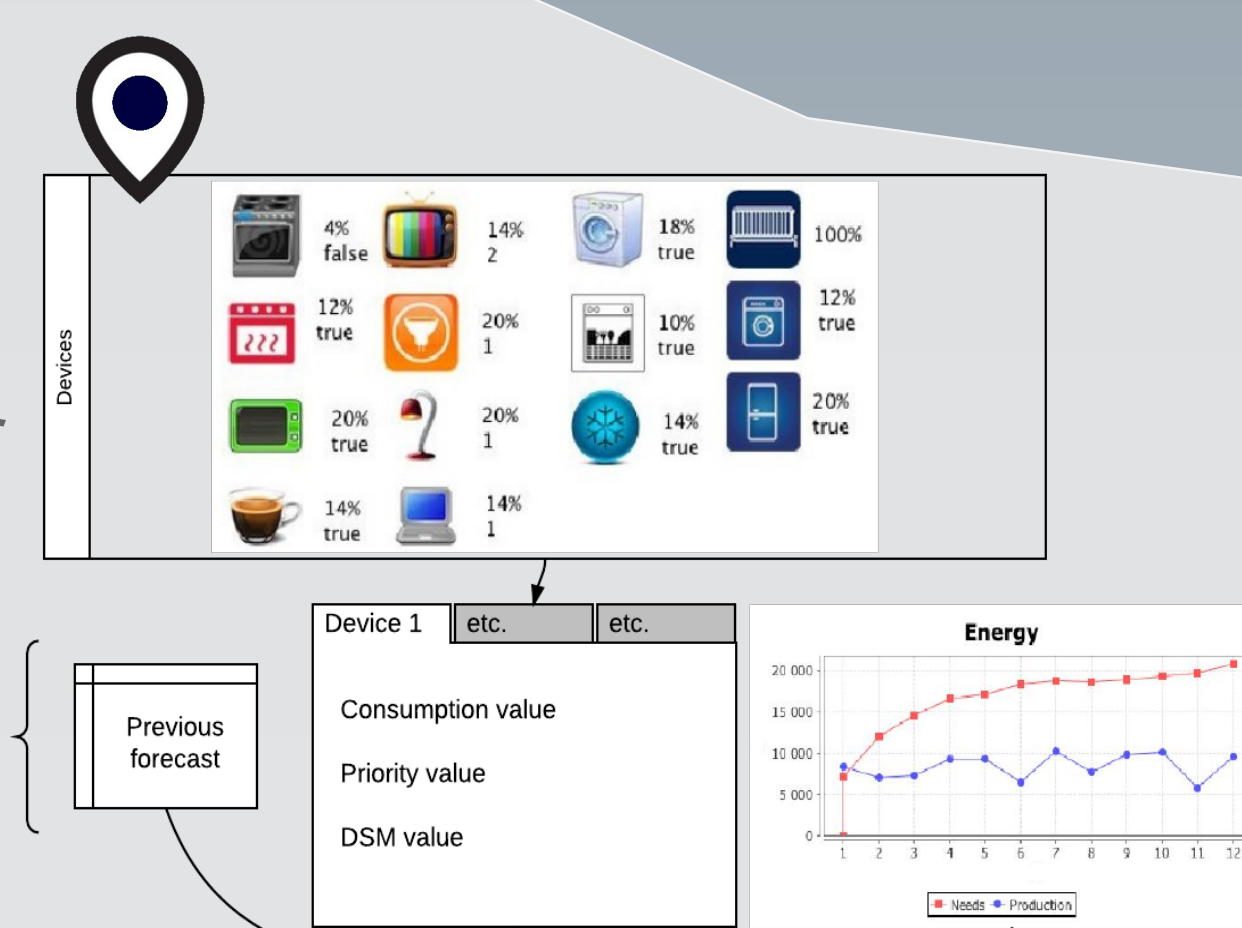 Devices
4%
false
14%
2
18%
true
100%
12%
true
20%
1
10%
true
12%
true
20%
true
20%
1
14%
true
20%
true
14%
true
14%
1
Device 1
etc.
etc.
Previous
forecast
Consumption value
Priority value
DSM value
Energy
20 000
15 000
10 000
5 000
0
1 2 3 4 5 6 7 8 9 10 11 12
Needs Production